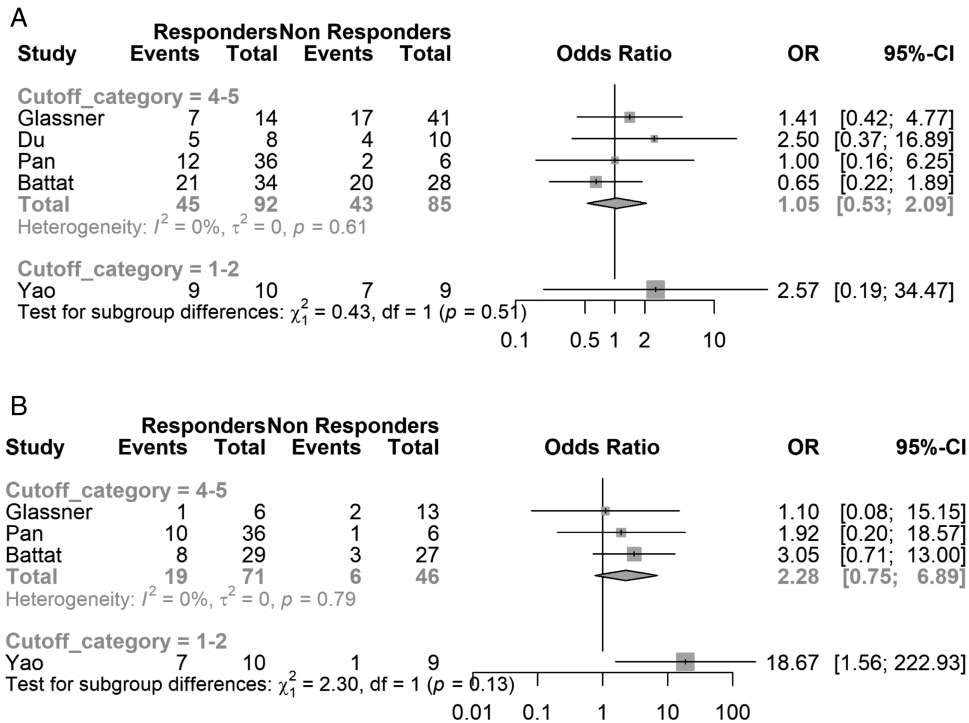 A
Responders Non Responders
Study Events Total Events Total Odds Ratio OR 95%-CI
Cutoff_category = 4-5
Glassner 7 14 17 41 1.41 [0.42; 4.77]
Du 5 8 4 10 2.50 [0.37; 16.89]
Pan 12 36 2 6 1.00 [0.16; 6.25]
Battat 21 34 20 28 0.65 [0.22; 1.89]
Total 45 92 43 85 1.05 [0.53; 2.09]
Heterogeneity: I² = 0%, τ² = 0, p = 0.61
Cutoff_category = 1-2
Yao 9 10 7 9 2.57 [0.19; 34.47]
Test for subgroup differences: χ²₁ = 0.43, df = 1 (p = 0.51)
0.1 0.5 1 2 10
B
Responders Non Responders
Study Events Total Events Total Odds Ratio OR 95%-CI
Cutoff_category = 4-5
Glassner 1 6 2 13 1.10 [0.08; 15.15]
Pan 10 36 1 6 1.92 [0.20; 18.57]
Battat 8 29 3 27 3.05 [0.71; 13.00]
Total 19 71 6 46 2.28 [0.75; 6.89]
Heterogeneity: I² = 0%, τ² = 0, p = 0.79
Cutoff_category = 1-2
Yao 7 10 1 9 18.67 [1.56; 222.93]
Test for subgroup differences: χ²₁ = 2.30, df = 1 (p = 0.13)
0.01 0.1 1 10 100